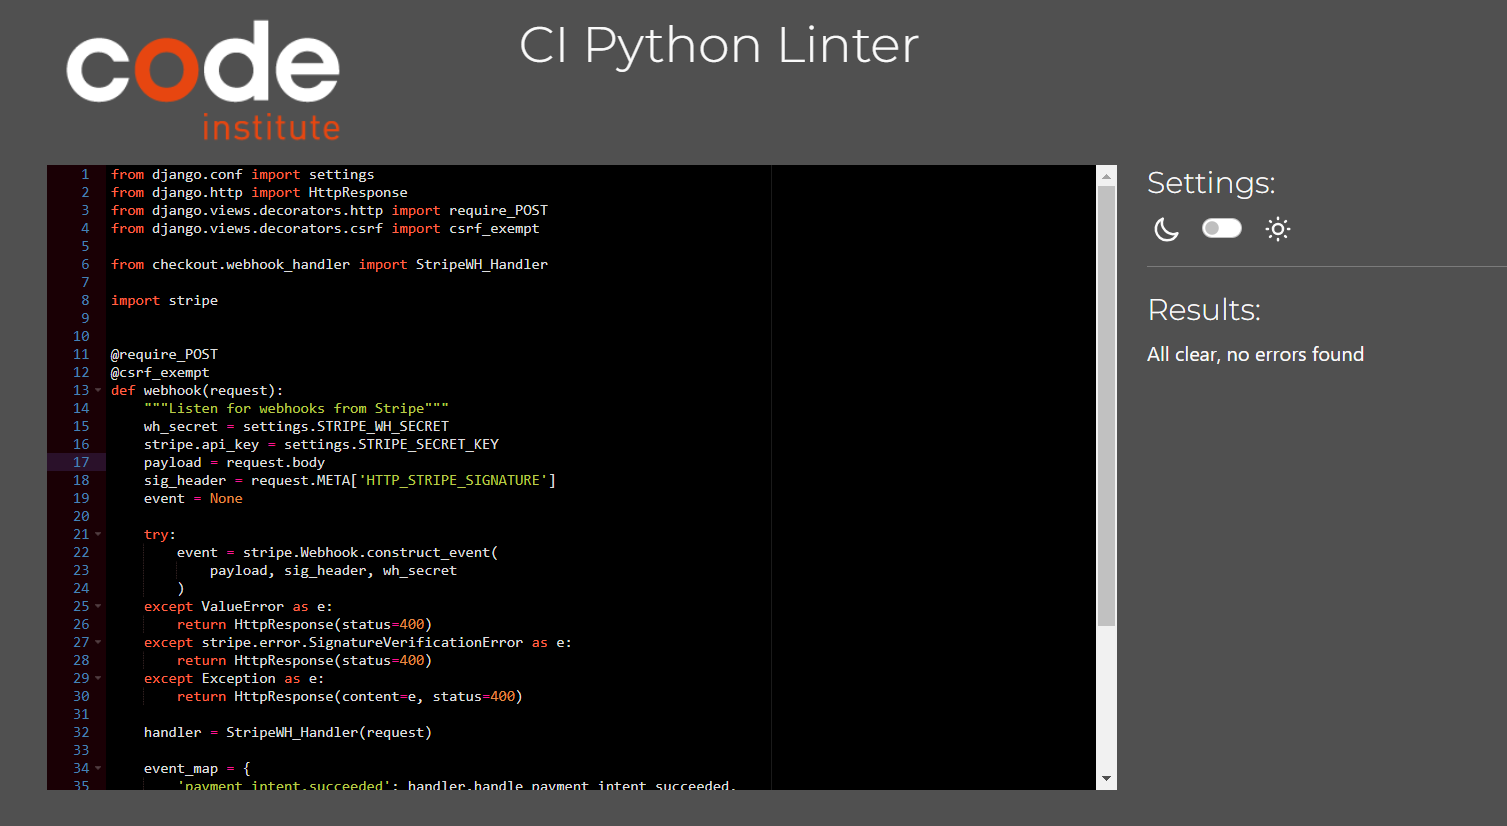 code
institute
CI Python Linter
1 from django.conf import settings
2 from django.http import HttpResponse
3 from django.views.decorators.http import require_POST
4 from django.views.decorators.csrf import csrf_exempt
5
6 from checkout.webhook_handler import StripeWH_Handler
7
8 import stripe
9
10
11 @require_POST
12 @csrf_exempt
13 def webhook(request):
14     """Listen for webhooks from Stripe"""
15     wh_secret = settings.STRIPE_WH_SECRET
16     stripe.api_key = settings.STRIPE_SECRET_KEY
17     payload = request.body
18     sig_header = request.META['HTTP_STRIPE_SIGNATURE']
19     event = None
20
21     try:
22         event = stripe.Webhook.construct_event(
23             payload, sig_header, wh_secret
24         )
25     except ValueError as e:
26         return HttpResponse(status=400)
27     except stripe.error.SignatureVerificationError as e:
28         return HttpResponse(status=400)
29     except Exception as e:
30         return HttpResponse(content=e, status=400)
31
32     handler = StripeWH_Handler(request)
33
34     event_map = {
35         'payment_intent.succeeded': handler.handle_payment_intent_succeeded,
Settings:
Results:
All clear, no errors found